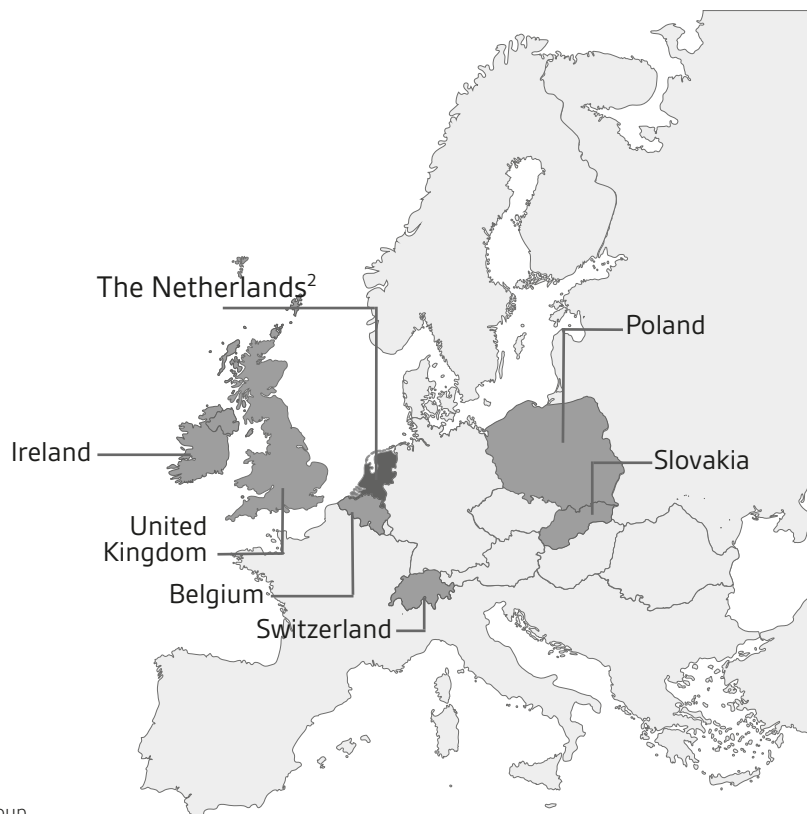 The Netherlands²
Poland
Ireland
Slovakia
United
Kingdom
Belgium
Switzerland